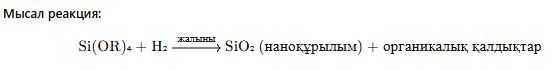 Мысал реакция:
Si(OR)₄ + H₂ —жалыны→ SiO₂ (наноқұрылым) + органикалық қалдықтар